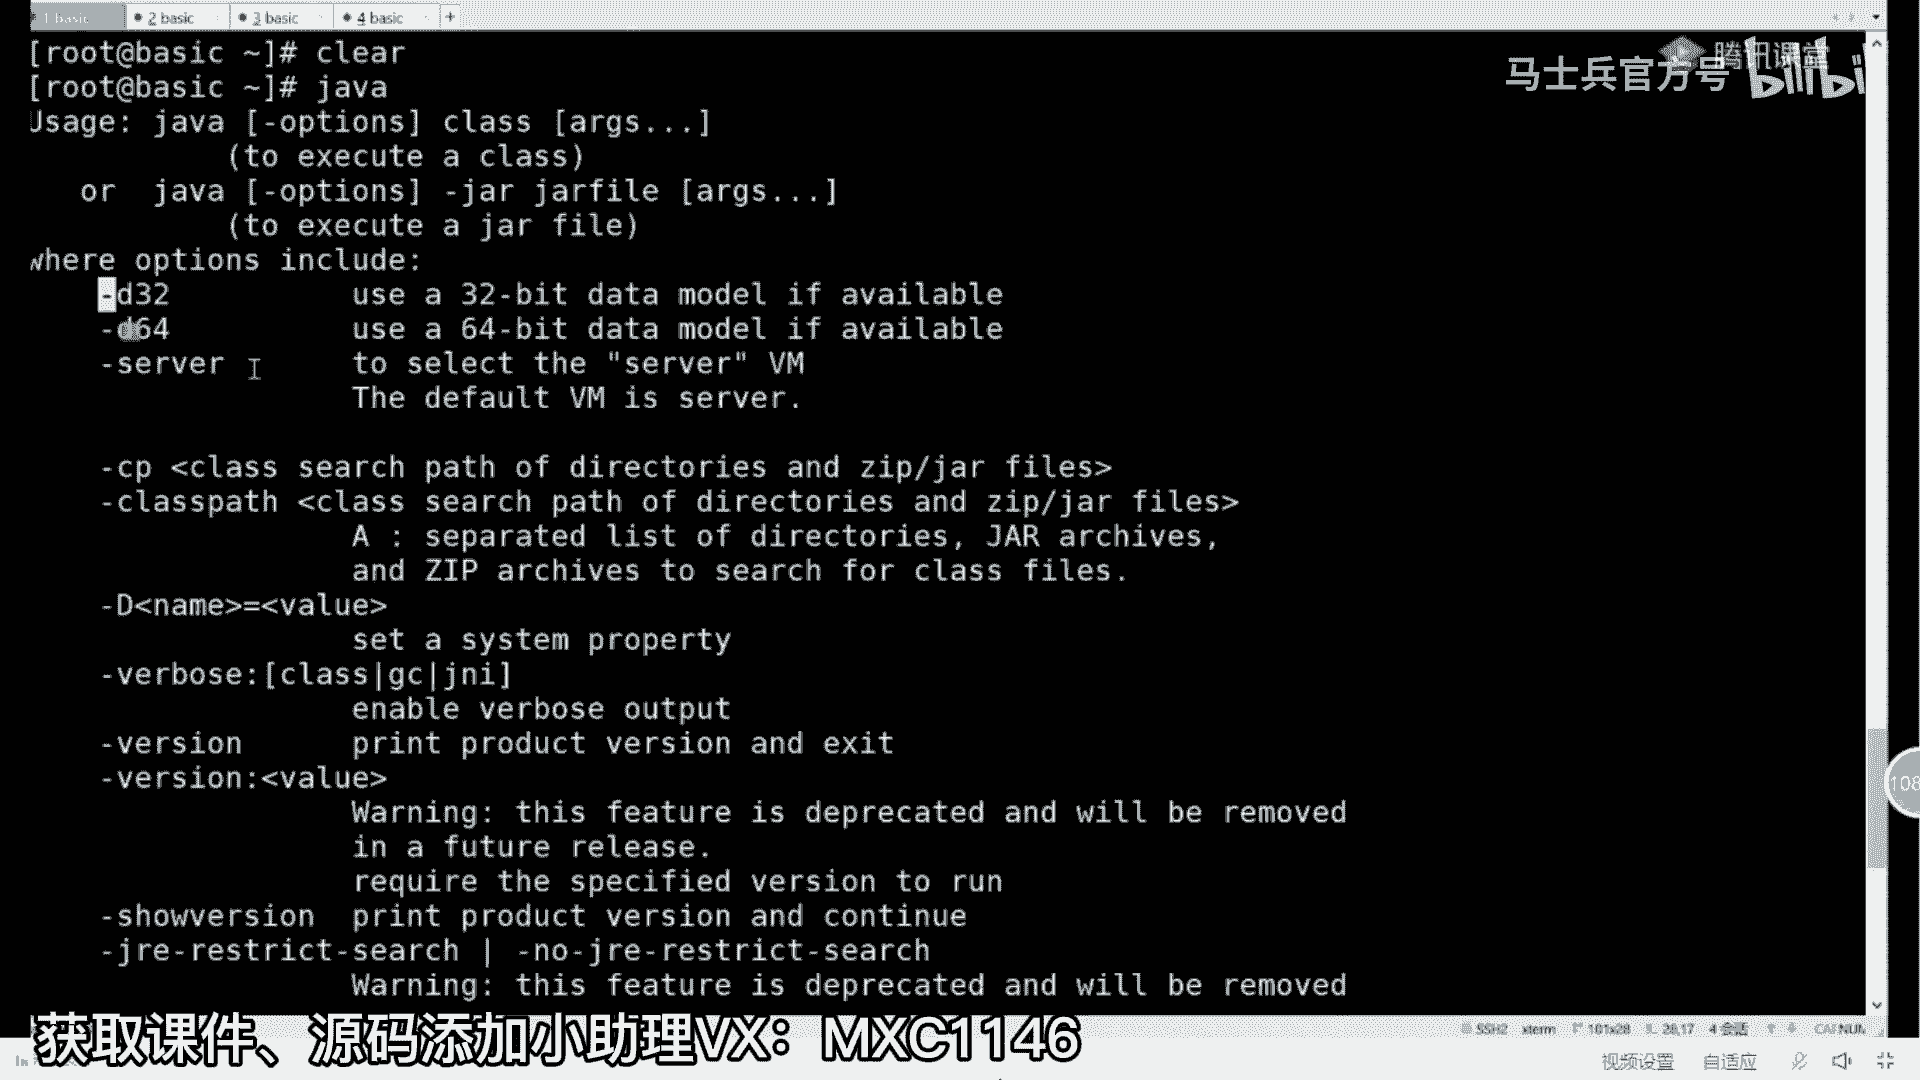 1 basic 2 basic 3 basic 4 basic +
[root@basic ~]# clear
[root@basic ~]# java
Usage: java [-options] class [args...]
(to execute a class)
or java [-options] -jar jarfile [args...]
(to execute a jar file)
where options include:
-d32 use a 32-bit data model if available
-d64 use a 64-bit data model if available
-server to select the "server" VM
The default VM is server.
-cp <class search path of directories and zip/jar files>
-classpath <class search path of directories and zip/jar files>
A : separated list of directories, JAR archives,
and ZIP archives to search for class files.
-D<name>=<value>
set a system property
-verbose:[class|gc|jni]
enable verbose output
-version print product version and exit
-version:<value>
Warning: this feature is deprecated and will be removed
in a future release.
require the specified version to run
-showversion print product version and continue
-jre-restrict-search | -no-jre-restrict-search
Warning: this feature is deprecated and will be removed
腾讯课堂
马士兵官方号 bilibi
108
获取课件、源码添加小助理VX：MXC1146
SSH2 xterm 101x28 28,17 4 会话 CAP NUM
视频设置 自适应